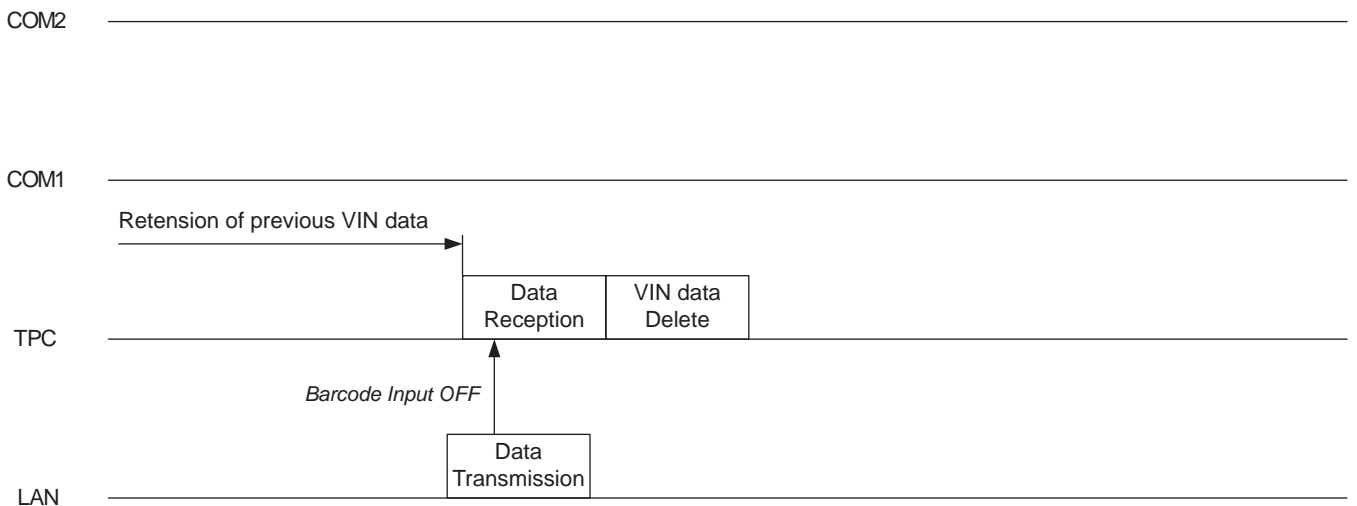 COM2
COM1
Retension of previous VIN data
Data
Reception
VIN data
Delete
TPC
Barcode Input OFF
Data
Transmission
LAN